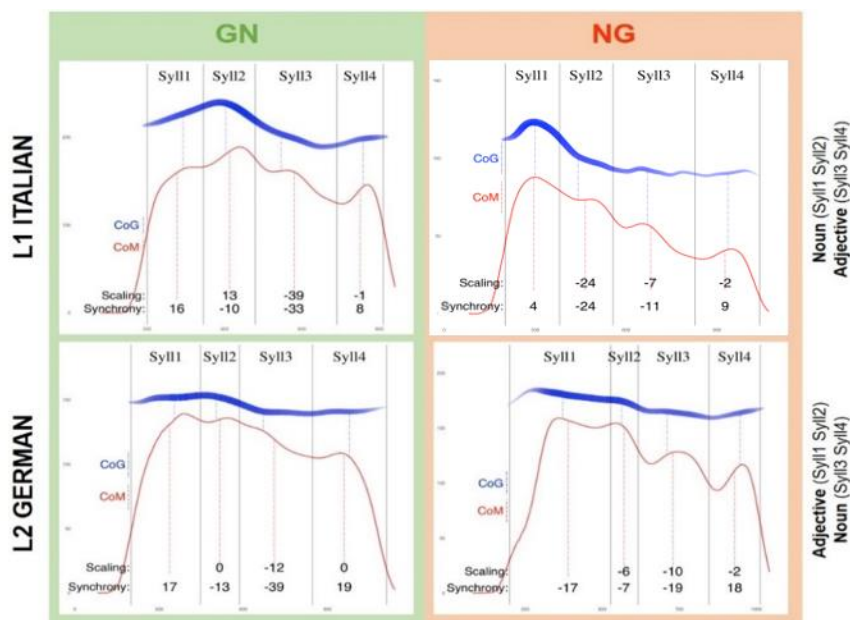 GN
NG
L1 ITALIAN
Syll1 Syll2 Syll3 Syll4
CoG
CoM
Scaling: 13 -39 -1
Synchrony: 16 -10 -33 8
Syll1 Syll2 Syll3 Syll4
CoG
CoM
Scaling: -24 -7 -2
Synchrony: 4 -24 -11 9
Noun (Syll1 Syll2)
Adjective (Syll3 Syll4)
L2 GERMAN
Syll1 Syll2 Syll3 Syll4
CoG
CoM
Scaling: 0 -12 0
Synchrony: 17 -13 -39 19
Syll1 Syll2 Syll3 Syll4
CoG
CoM
Scaling: -6 -10 -2
Synchrony: -17 -7 -19 18
Adjective (Syll1 Syll2)
Noun (Syll3 Syll4)